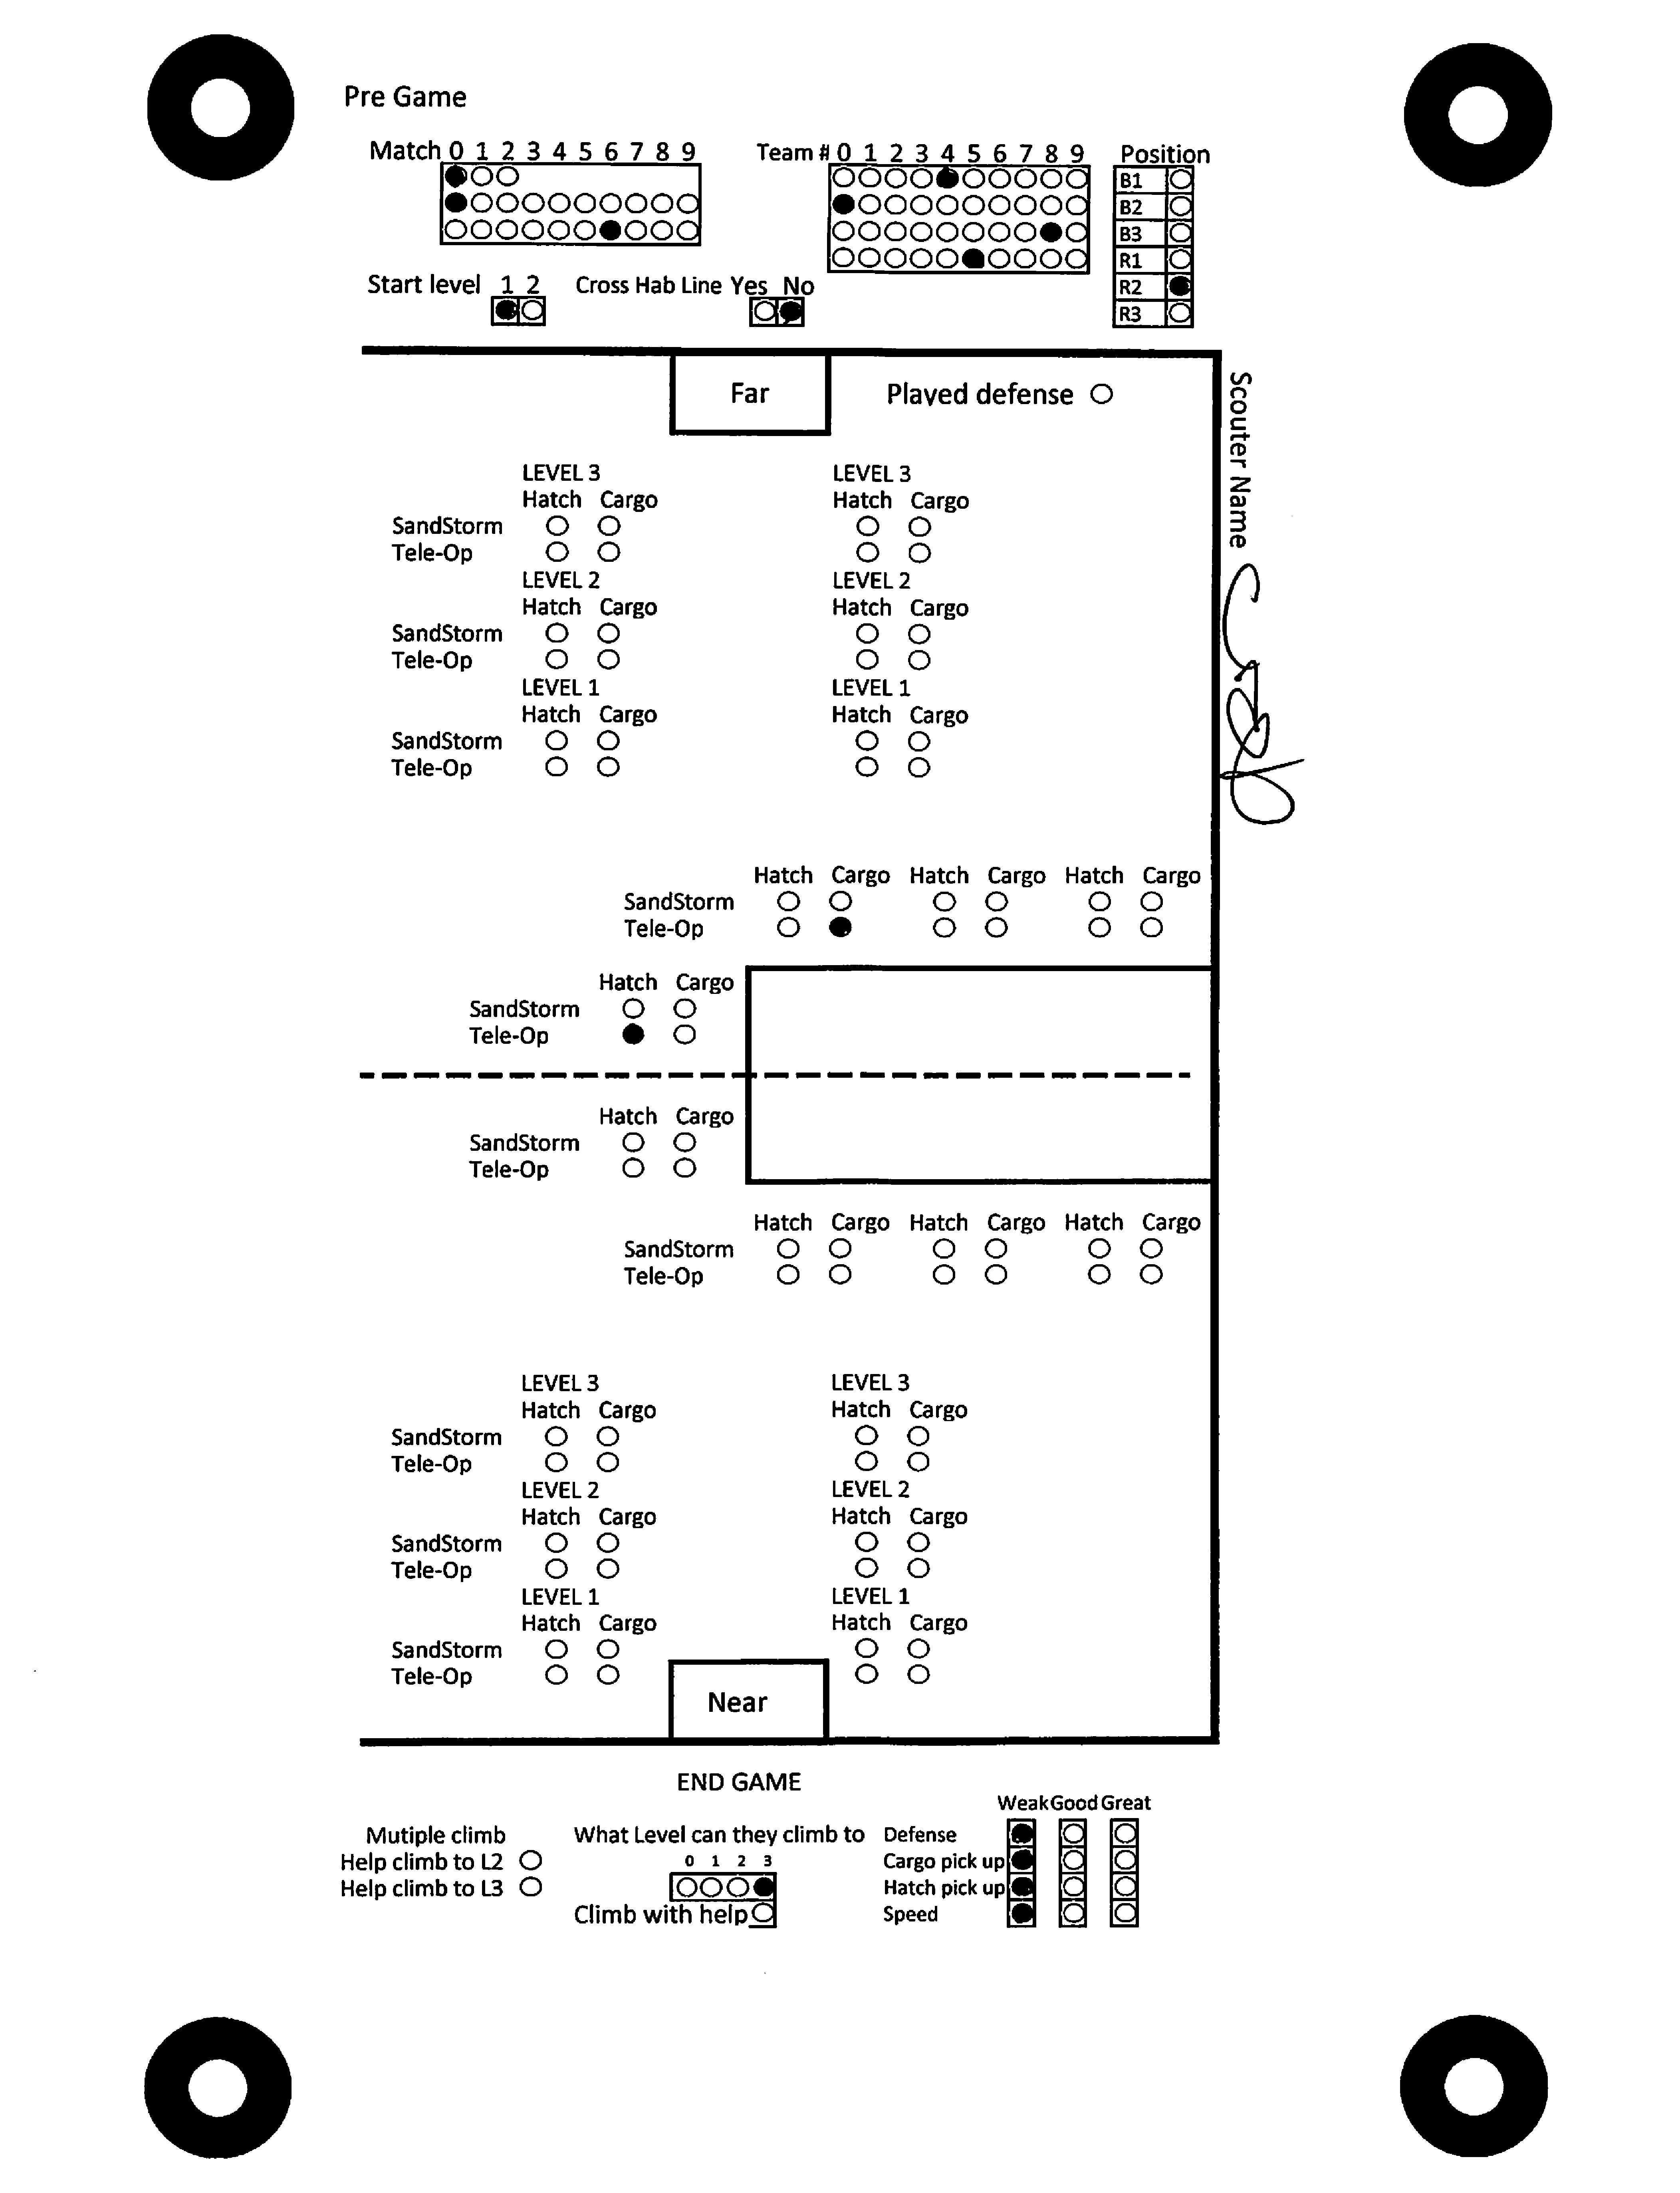 Pre Game
Match 0 1 2 3 4 5 6 7 8 9
Team # 0 1 2 3 4 5 6 7 8 9
Position
B1
B2
B3
R1
R2
R3
Start level 1 2
Cross Hab Line Yes No
Far
Played defense
Scouter Name
LEVEL 3 LEVEL 3
Hatch Cargo Hatch Cargo
SandStorm
Tele-Op
LEVEL 2 LEVEL 2
Hatch Cargo Hatch Cargo
SandStorm
Tele-Op
LEVEL 1 LEVEL 1
Hatch Cargo Hatch Cargo
SandStorm
Tele-Op
Hatch Cargo Hatch Cargo Hatch Cargo
SandStorm
Tele-Op
Hatch Cargo
SandStorm
Tele-Op
Hatch Cargo
SandStorm
Tele-Op
Hatch Cargo Hatch Cargo Hatch Cargo
SandStorm
Tele-Op
LEVEL 3 LEVEL 3
Hatch Cargo Hatch Cargo
SandStorm
Tele-Op
LEVEL 2 LEVEL 2
Hatch Cargo Hatch Cargo
SandStorm
Tele-Op
LEVEL 1 LEVEL 1
Hatch Cargo Hatch Cargo
SandStorm
Tele-Op
Near
END GAME
Mutiple climb
Help climb to L2
Help climb to L3
What Level can they climb to
0 1 2 3
Climb with help
Weak Good Great
Defense
Cargo pick up
Hatch pick up
Speed